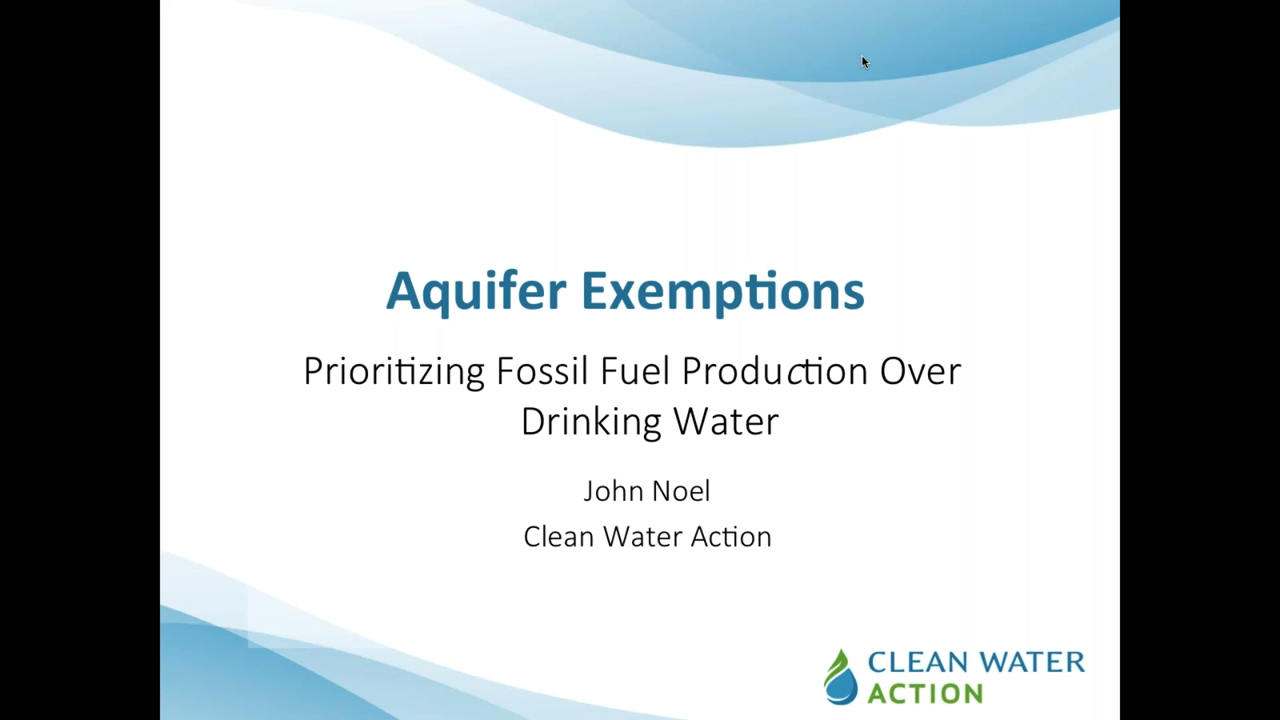 Aquifer Exemptions
Prioritizing Fossil Fuel Production Over
Drinking Water
John Noel
Clean Water Action
CLEAN WATER
ACTION